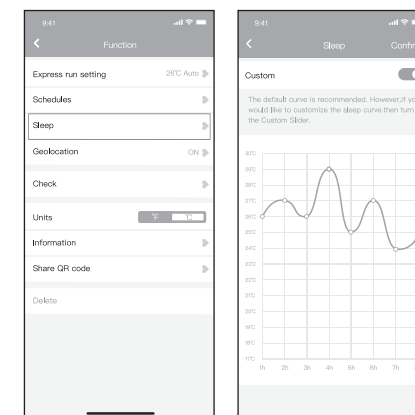 9:41
Function
Express run setting
26°C Auto
Schedules
Sleep
Geolocation
ON
Check
Units
°F
°C
Information
Share QR code
Delete
9:41
Sleep
Confir
Custom
The default curve is recommended. However,if yo
would like to customize the sleep curve.then turn
the Custom Slider.
30°C
29°C
28°C
27°C
26°C
25°C
24°C
23°C
22°C
21°C
20°C
19°C
18°C
17°C
1h 2h 3h 4h 5h 6h 7h